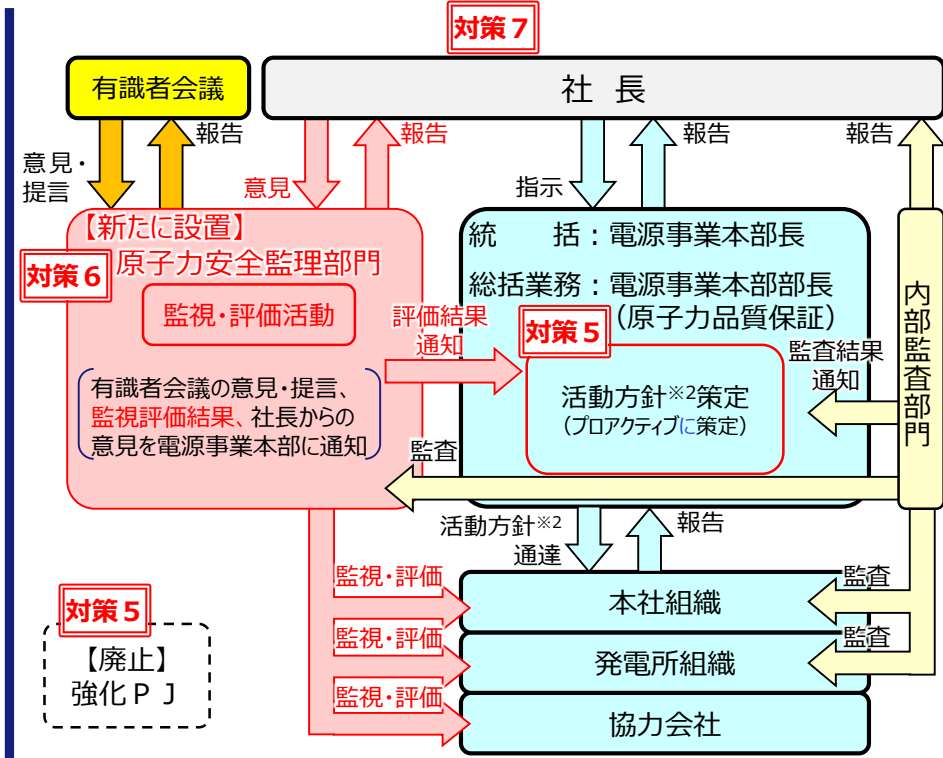 対策7
有識者会議
社 長
意見・
提言
報告
意見
報告
指示
報告
報告
【新たに設置】
対策6
原子力安全監理部門
監視・評価活動
有識者会議の意見・提言、
監視評価結果、社長からの
意見を電源事業本部に通知
評価結果
通知
統　　括：電源事業本部長
総括業務：電源事業本部部長
（原子力品質保証）
対策5
活動方針※2策定
（プロアクティブに策定）
監査結果
通知
内部監査部門
監査
活動方針※2
通達
報告
監視・評価
本社組織
監査
監視・評価
発電所組織
監査
監視・評価
協力会社
対策5
【廃止】
強化ＰＪ